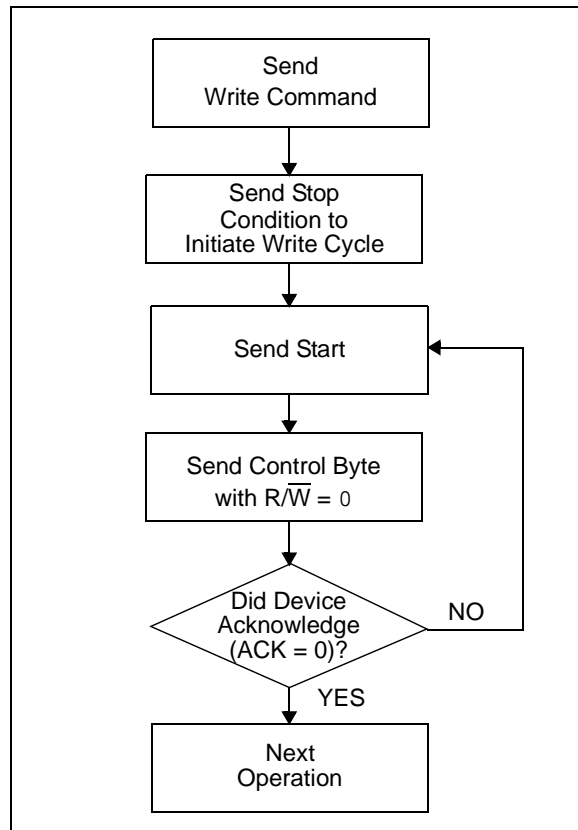 Send
Write Command
Send Stop
Condition to
Initiate Write Cycle
Send Start
Send Control Byte
with R/W̅ = 0
Did Device
Acknowledge
(ACK = 0)?
NO
YES
Next
Operation